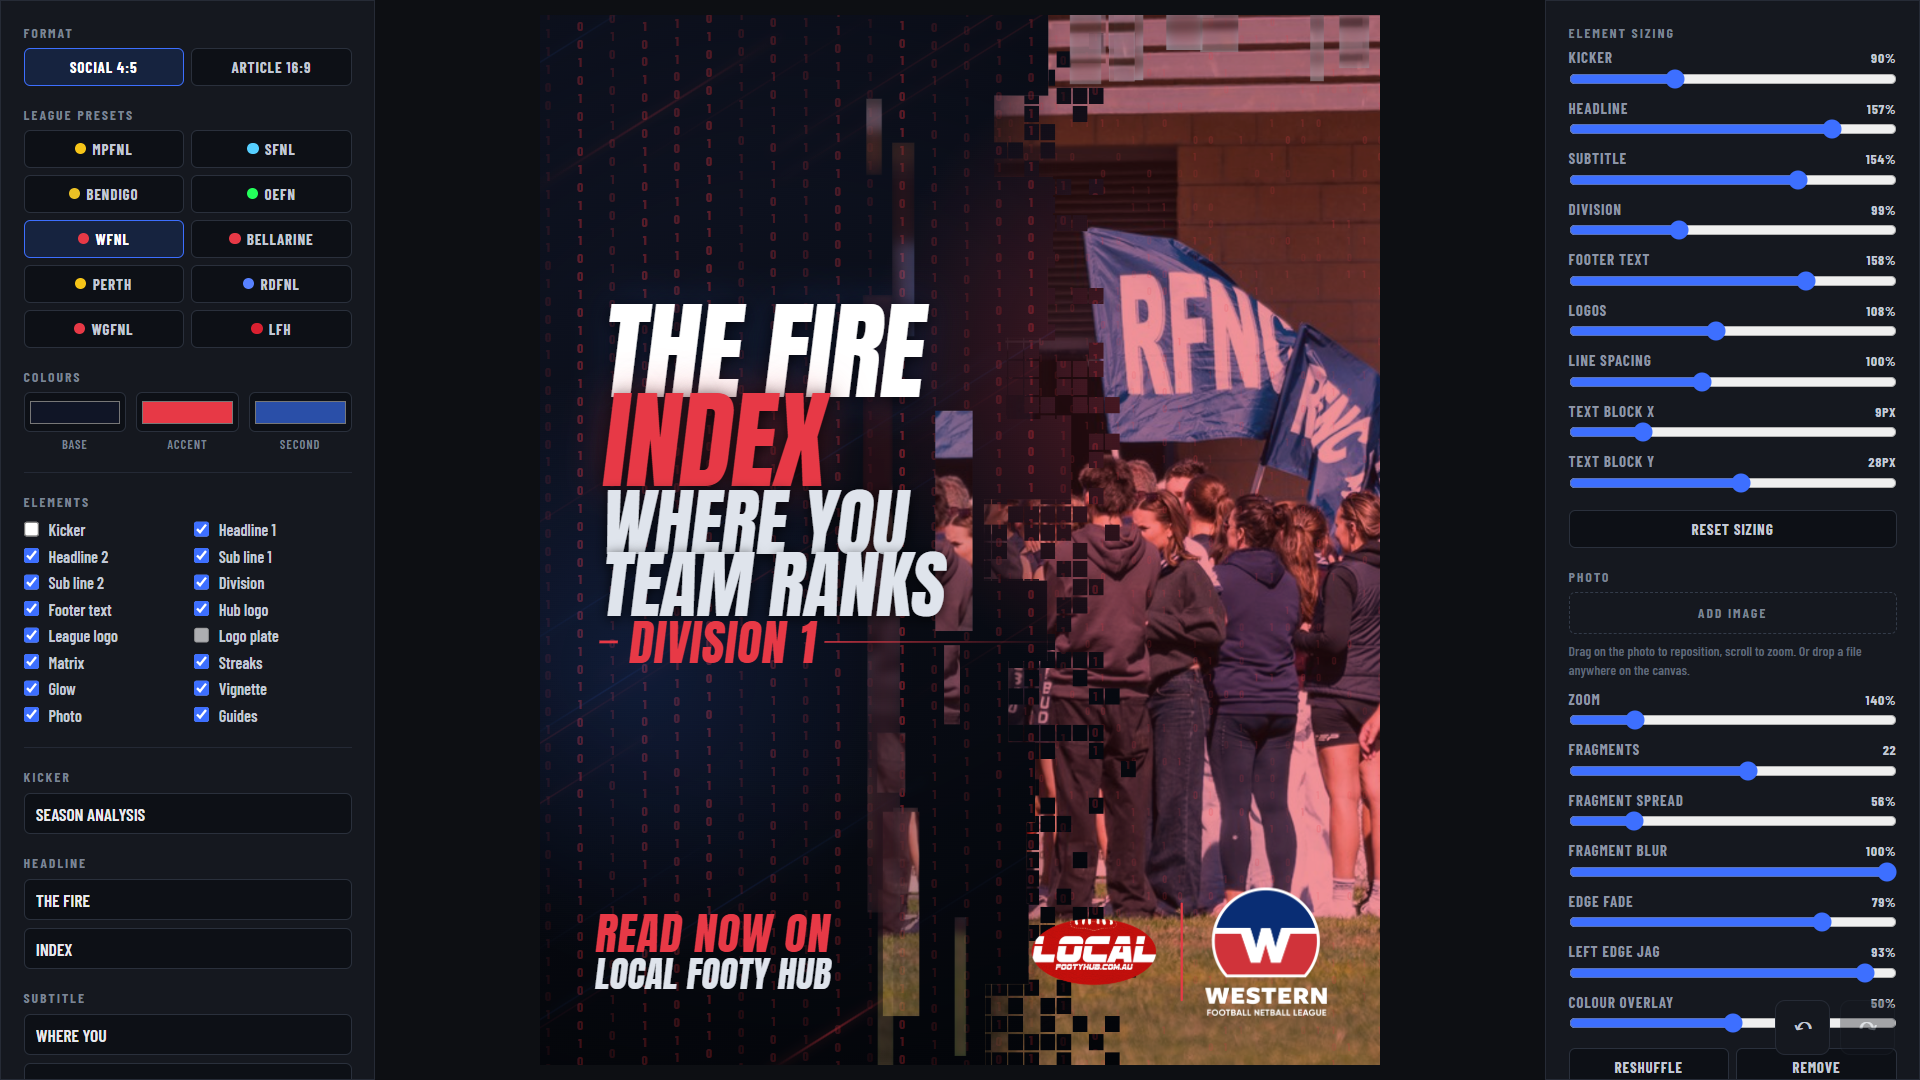 FORMAT
SOCIAL 4:5
ARTICLE 16:9
LEAGUE PRESETS
MPFNL
SFNL
BENDIGO
OEFN
WFNL
BELLARINE
PERTH
RDFNL
WGFNL
LFH
COLOURS
BASE
ACCENT
SECOND
ELEMENTS
Kicker
Headline 1
Headline 2
Sub line 1
Sub line 2
Division
Footer text
Hub logo
League logo
Logo plate
Matrix
Streaks
Glow
Vignette
Photo
Guides
KICKER
SEASON ANALYSIS
HEADLINE
THE FIRE
INDEX
SUBTITLE
WHERE YOU
THE FIRE
INDEX
WHERE YOU
TEAM RANKS
DIVISION 1
READ NOW ON
LOCAL FOOTY HUB
RFNC
RFNC
LOCAL
FOOTYHUB.COM.AU
W
WESTERN
FOOTBALL NETBALL LEAGUE
ELEMENT SIZING
KICKER 90%
HEADLINE 157%
SUBTITLE 154%
DIVISION 99%
FOOTER TEXT 158%
LOGOS 108%
LINE SPACING 100%
TEXT BLOCK X 9PX
TEXT BLOCK Y 28PX
RESET SIZING
PHOTO
ADD IMAGE
Drag on the photo to reposition, scroll to zoom. Or drop a file
anywhere on the canvas.
ZOOM 140%
FRAGMENTS 22
FRAGMENT SPREAD 56%
FRAGMENT BLUR 100%
EDGE FADE 79%
LEFT EDGE JAG 93%
COLOUR OVERLAY 50%
RESHUFFLE
REMOVE